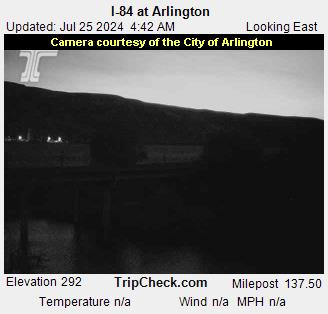 I-84 at Arlington
Updated: Jul 25 2024 4:42 AM Looking East
Camera courtesy of the City of Arlington
Elevation 292 TripCheck.com Milepost 137.50
Temperature n/a Wind n/a MPH n/a